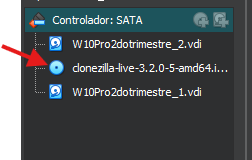 Controlador: SATA
W10Pro2dotrimestre_2.vdi
clonezilla-live-3.2.0-5-amd64.i...
W10Pro2dotrimestre_1.vdi